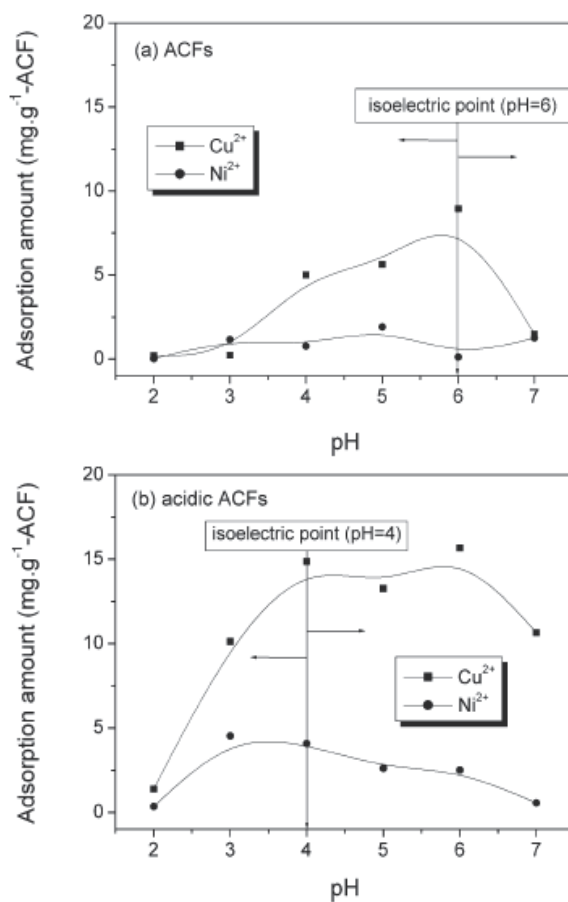 20
(a) ACFs
isoelectric point (pH=6)
15
Cu²⁺
Ni²⁺
10
5
0
2 3 4 5 6 7
pH
Adsorption amount (mg.g⁻¹-ACF)
20
(b) acidic ACFs
isoelectric point (pH=4)
15
10
Cu²⁺
Ni²⁺
5
0
2 3 4 5 6 7
pH
Adsorption amount (mg.g⁻¹-ACF)